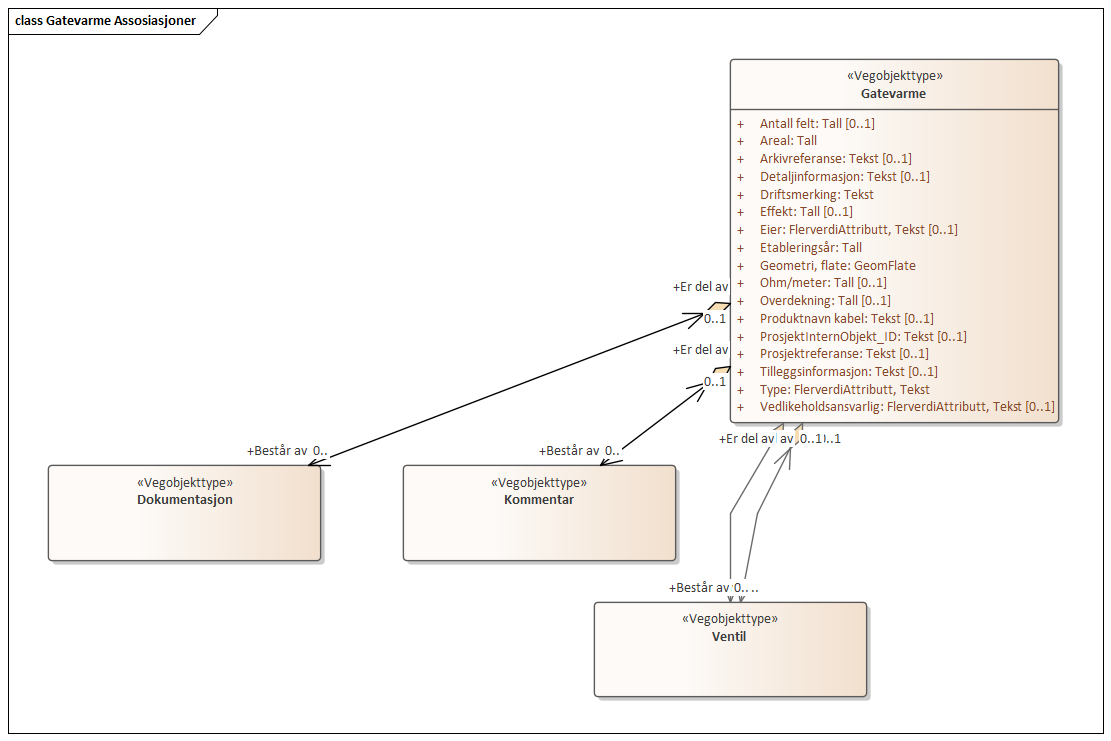 class Gatevarme Assosiasjoner
«Vegobjekttype»
Gatevarme
+ Antall felt: Tall [0..1]
+ Areal: Tall
+ Arkivreferanse: Tekst [0..1]
+ Detaljinformasjon: Tekst [0..1]
+ Driftsmerking: Tekst
+ Effekt: Tall [0..1]
+ Eier: FlerverdiAttributt, Tekst [0..1]
+ Etableringsår: Tall
+ Geometri, flate: GeomFlate
+ Ohm/meter: Tall [0..1]
+ Overdekning: Tall [0..1]
+ Produktnavn kabel: Tekst [0..1]
+ ProsjektInternObjekt_ID: Tekst [0..1]
+ Prosjektreferanse: Tekst [0..1]
+ Tilleggsinformasjon: Tekst [0..1]
+ Type: FlerverdiAttributt, Tekst
+ Vedlikeholdsansvarlig: FlerverdiAttributt, Tekst [0..1]
+Er del av
0..1
+Er del av
0..1
+Er del av av 0..1 ..1
+Består av 0..
+Består av 0..
«Vegobjekttype»
Dokumentasjon
«Vegobjekttype»
Kommentar
+Består av 0.. ..
«Vegobjekttype»
Ventil